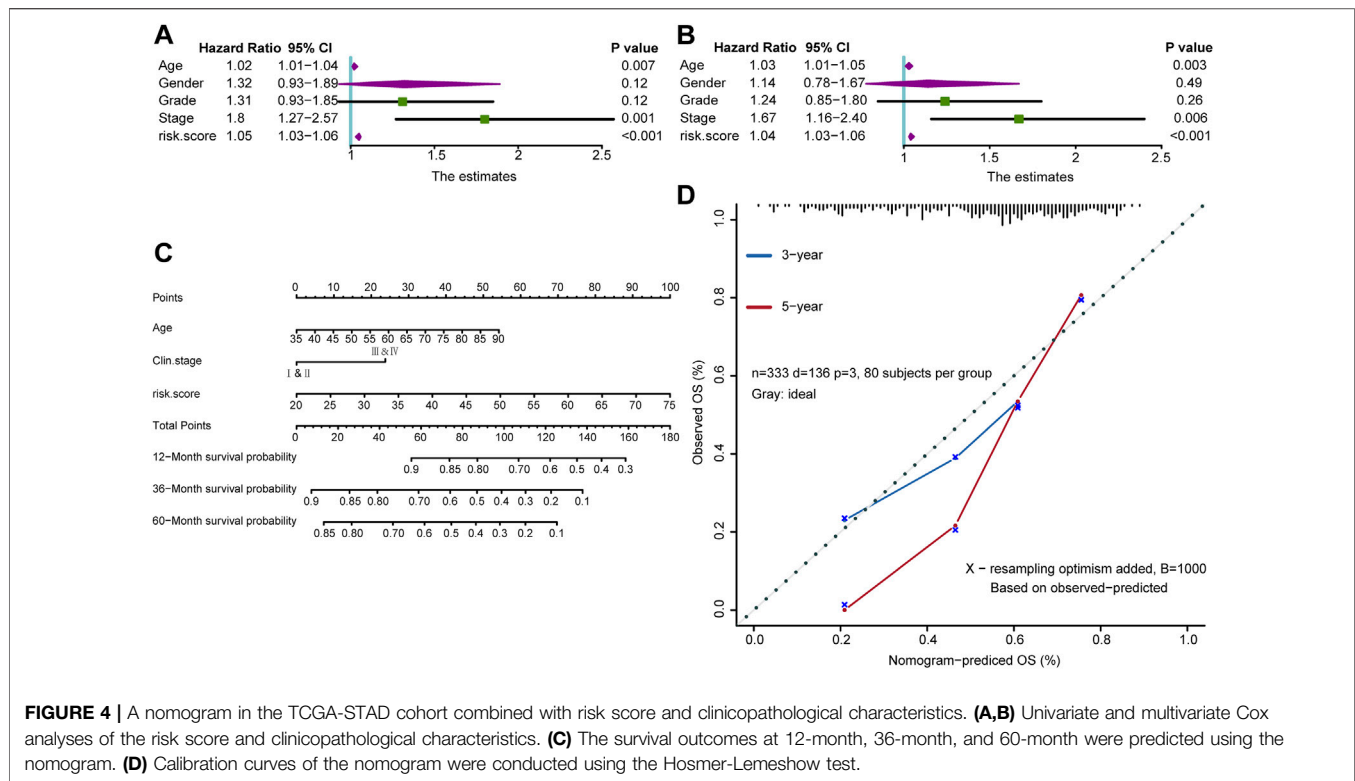 A
Hazard Ratio 95% CI P value
Age 1.02 1.01−1.04 0.007
Gender 1.32 0.93−1.89 0.12
Grade 1.31 0.93−1.85 0.12
Stage 1.8 1.27−2.57 0.001
risk.score 1.05 1.03−1.06 <0.001
1 1.5 2 2.5
The estimates
B
Hazard Ratio 95% CI P value
Age 1.03 1.01−1.05 0.003
Gender 1.14 0.78−1.67 0.49
Grade 1.24 0.85−1.80 0.26
Stage 1.67 1.16−2.40 0.006
risk.score 1.04 1.03−1.06 <0.001
1 1.5 2 2.5
The estimates
C
Points 0 10 20 30 40 50 60 70 80 90 100
Age 35 40 45 50 55 60 65 70 75 80 85 90
Clin.stage
III & IV
I & II
risk.score 20 25 30 35 40 45 50 55 60 65 70 75
Total Points 0 20 40 60 80 100 120 140 160 180
12−Month survival probability 0.9 0.85 0.80 0.70 0.6 0.5 0.4 0.3
36−Month survival probability 0.9 0.85 0.80 0.70 0.6 0.5 0.4 0.3 0.2 0.1
60−Month survival probability 0.85 0.80 0.70 0.6 0.5 0.4 0.3 0.2 0.1
D
3−year
5−year
n=333 d=136 p=3, 80 subjects per group
Gray: ideal
X − resampling optimism added, B=1000
Based on observed−predicted
Observed OS (%)
0.0 0.2 0.4 0.6 0.8 1.0
0.0 0.2 0.4 0.6 0.8 1.0
Nomogram−prediced OS (%)
FIGURE 4 | A nomogram in the TCGA-STAD cohort combined with risk score and clinicopathological characteristics. (A,B) Univariate and multivariate Cox
analyses of the risk score and clinicopathological characteristics. (C) The survival outcomes at 12-month, 36-month, and 60-month were predicted using the
nomogram. (D) Calibration curves of the nomogram were conducted using the Hosmer-Lemeshow test.